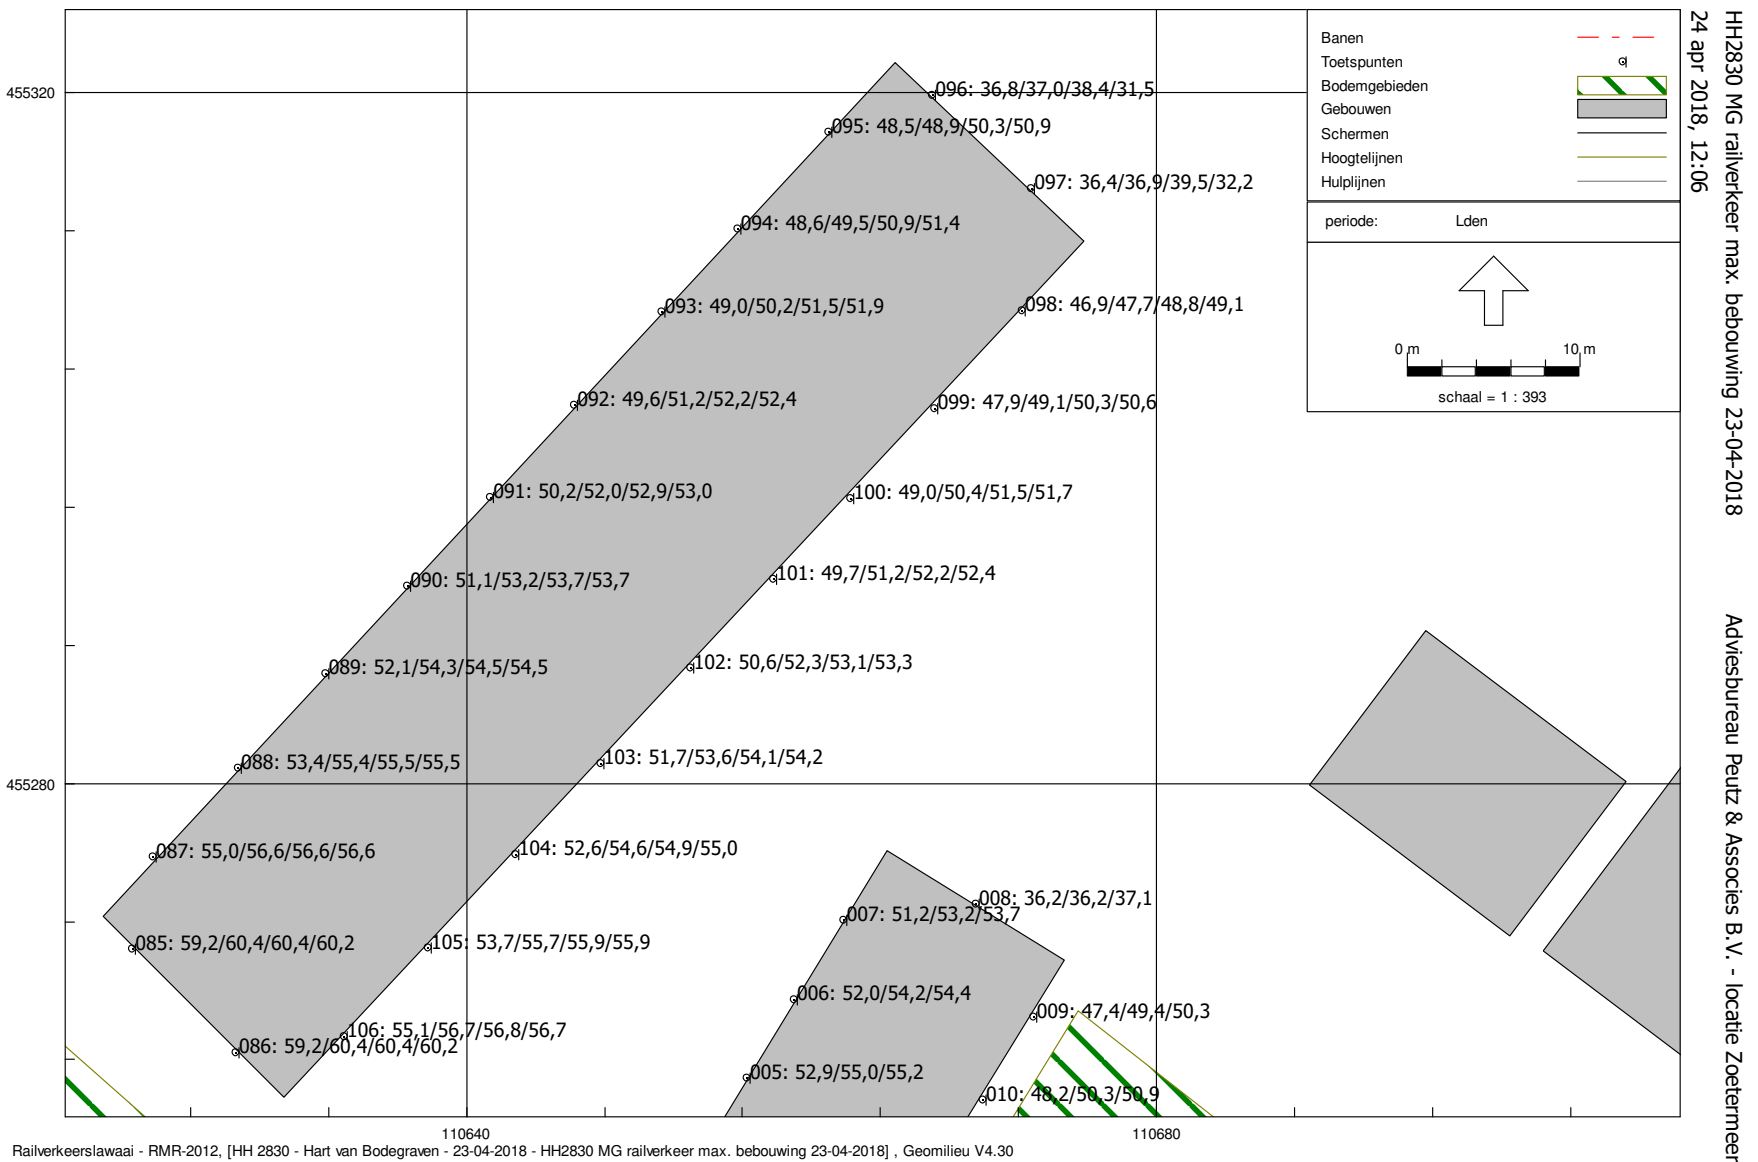 HH2830 MG railverkeer max. bebouwing 23-04-2018
24 apr 2018, 12:06
Adviesbureau Peutz & Associes B.V. - locatie Zoetermeer
Banen
Toetspunten
Bodemgebieden
Gebouwen
Schermen
Hoogtelijnen
Hulplijnen
periode: Lden
0 m 10 m
schaal = 1 : 393
455320
096: 36,8/37,0/38,4/31,5
095: 48,5/48,9/50,3/50,9
097: 36,4/36,9/39,5/32,2
094: 48,6/49,5/50,9/51,4
098: 46,9/47,7/48,8/49,1
093: 49,0/50,2/51,5/51,9
092: 49,6/51,2/52,2/52,4
099: 47,9/49,1/50,3/50,6
091: 50,2/52,0/52,9/53,0
100: 49,0/50,4/51,5/51,7
101: 49,7/51,2/52,2/52,4
090: 51,1/53,2/53,7/53,7
102: 50,6/52,3/53,1/53,3
089: 52,1/54,3/54,5/54,5
103: 51,7/53,6/54,1/54,2
088: 53,4/55,4/55,5/55,5
455280
104: 52,6/54,6/54,9/55,0
087: 55,0/56,6/56,6/56,6
008: 36,2/36,2/37,1
007: 51,2/53,2/53,7
085: 59,2/60,4/60,4/60,2
105: 53,7/55,7/55,9/55,9
006: 52,0/54,2/54,4
009: 47,4/49,4/50,3
106: 55,1/56,7/56,8/56,7
086: 59,2/60,4/60,4/60,2
005: 52,9/55,0/55,2
010: 48,2/50,3/50,9
110640
110680
Railverkeerslawaai - RMR-2012, [HH 2830 - Hart van Bodegraven - 23-04-2018 - HH2830 MG railverkeer max. bebouwing 23-04-2018] , Geomilieu V4.30